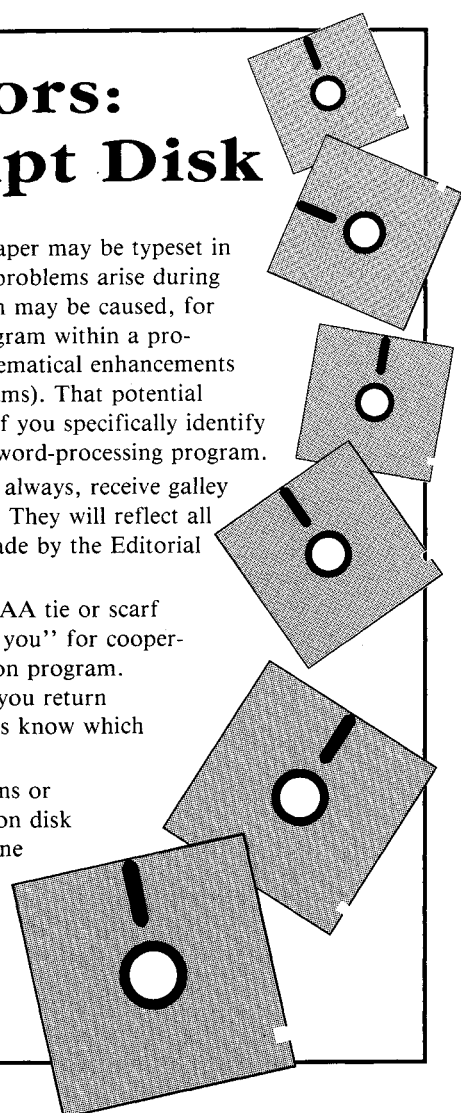 ors:
pt Disk
aper may be typeset in
problems arise during
n may be caused, for
gram within a pro-
ematical enhancements
ms). That potential
f you specifically identify
word-processing program.
always, receive galley
They will reflect all
ade by the Editorial
AA tie or scarf
you” for cooper-
on program.
you return
s know which
ns or
on disk
ne